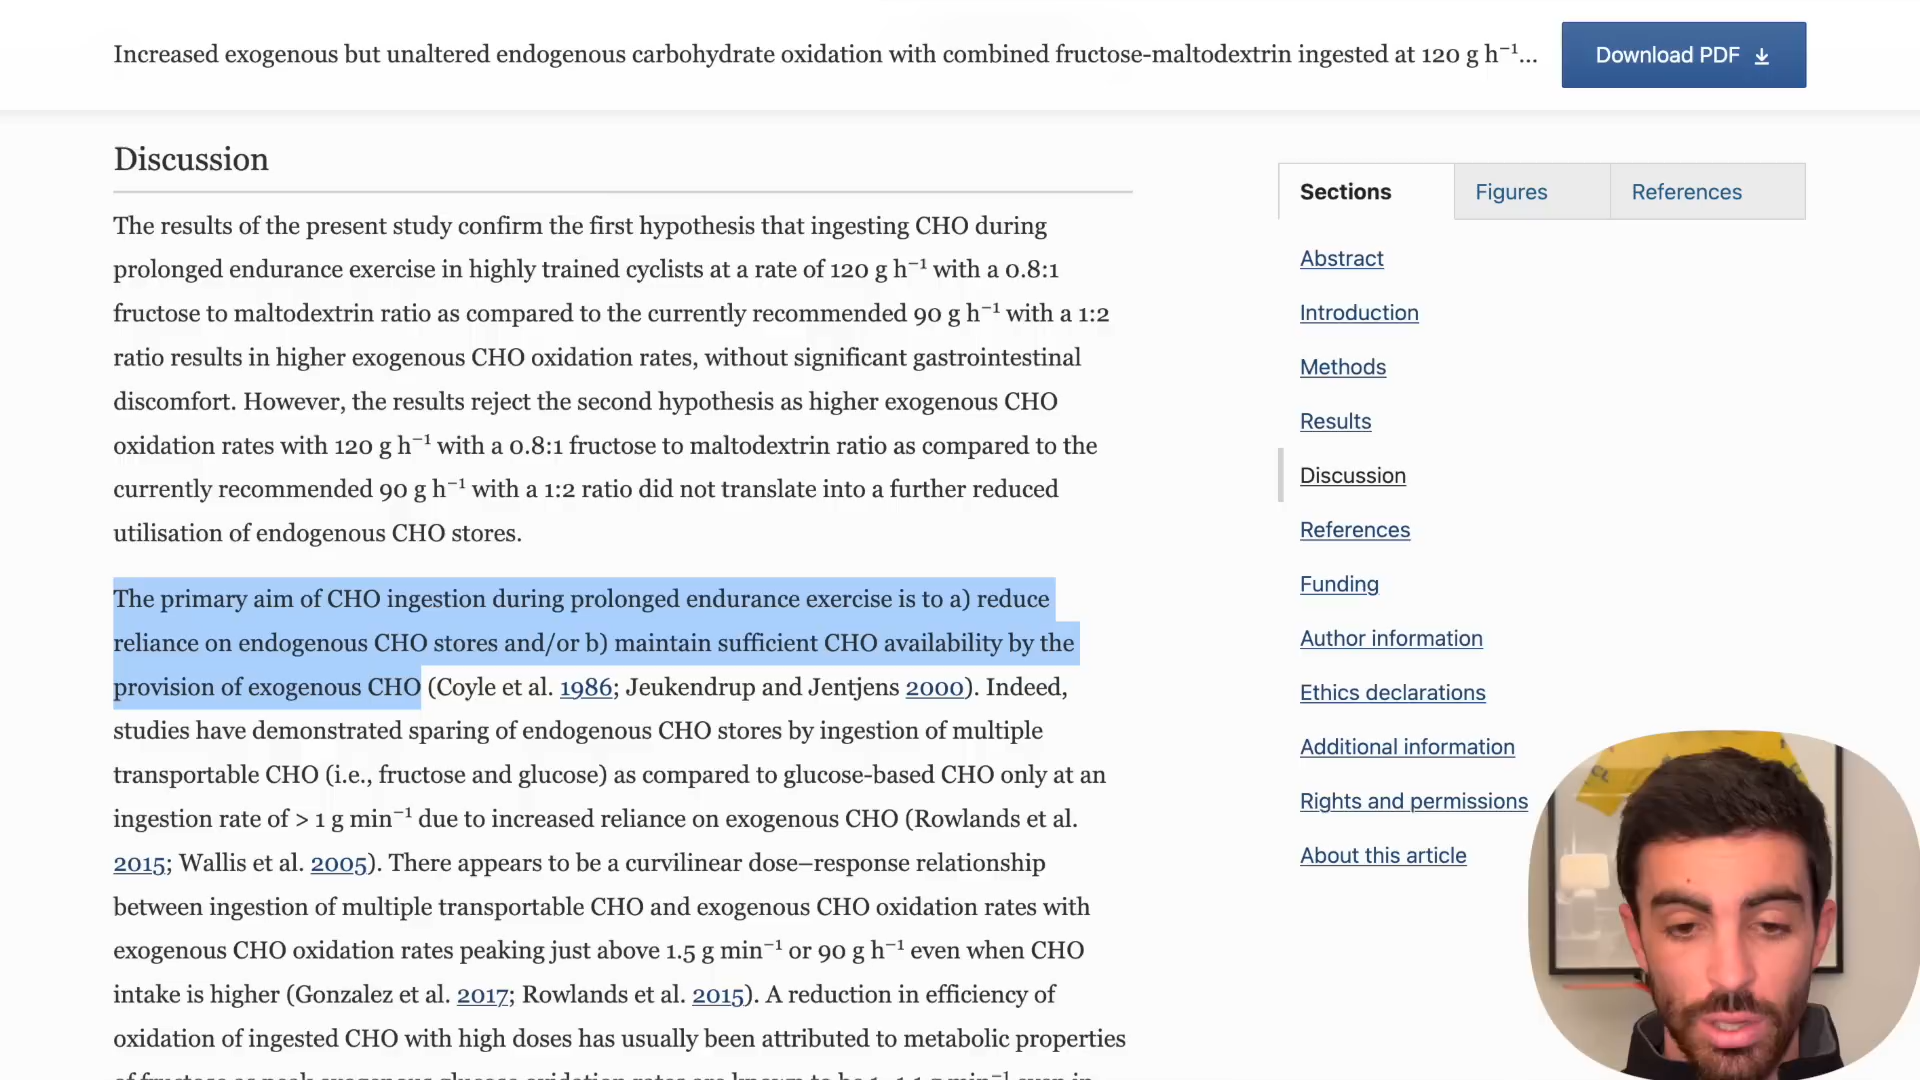 Increased exogenous but unaltered endogenous carbohydrate oxidation with combined fructose-maltodextrin ingested at 120 g h⁻¹...
Download PDF
Discussion
The results of the present study confirm the first hypothesis that ingesting CHO during
prolonged endurance exercise in highly trained cyclists at a rate of 120 g h⁻¹ with a 0.8:1
fructose to maltodextrin ratio as compared to the currently recommended 90 g h⁻¹ with a 1:2
ratio results in higher exogenous CHO oxidation rates, without significant gastrointestinal
discomfort. However, the results reject the second hypothesis as higher exogenous CHO
oxidation rates with 120 g h⁻¹ with a 0.8:1 fructose to maltodextrin ratio as compared to the
currently recommended 90 g h⁻¹ with a 1:2 ratio did not translate into a further reduced
utilisation of endogenous CHO stores.
The primary aim of CHO ingestion during prolonged endurance exercise is to a) reduce
reliance on endogenous CHO stores and/or b) maintain sufficient CHO availability by the
provision of exogenous CHO (Coyle et al. 1986; Jeukendrup and Jentjens 2000). Indeed,
studies have demonstrated sparing of endogenous CHO stores by ingestion of multiple
transportable CHO (i.e., fructose and glucose) as compared to glucose-based CHO only at an
ingestion rate of > 1 g min⁻¹ due to increased reliance on exogenous CHO (Rowlands et al.
2015; Wallis et al. 2005). There appears to be a curvilinear dose–response relationship
between ingestion of multiple transportable CHO and exogenous CHO oxidation rates with
exogenous CHO oxidation rates peaking just above 1.5 g min⁻¹ or 90 g h⁻¹ even when CHO
intake is higher (Gonzalez et al. 2017; Rowlands et al. 2015). A reduction in efficiency of
oxidation of ingested CHO with high doses has usually been attributed to metabolic properties
Sections
Figures
References
Abstract
Introduction
Methods
Results
Discussion
References
Funding
Author information
Ethics declarations
Additional information
Rights and permissions
About this article